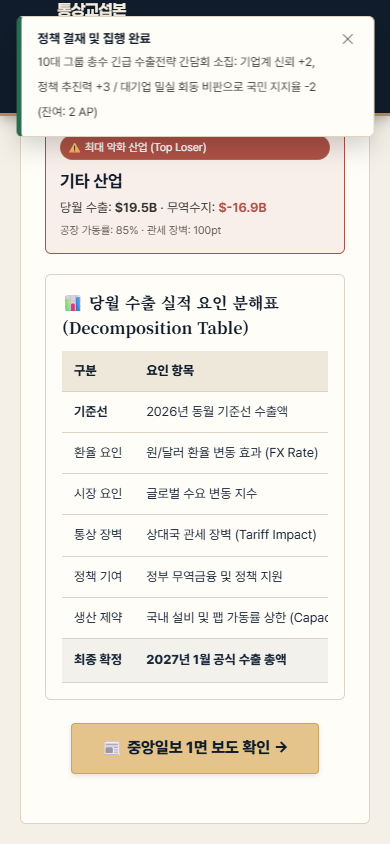 통상교섭본
정책 결재 및 집행 완료
10대 그룹 총수 긴급 수출전략 간담회 소집: 기업계 신뢰 +2,
정책 추진력 +3 / 대기업 밀실 회동 비판으로 국민 지지율 -2
(잔여: 2 AP)
⚠️ 최대 악화 산업 (Top Loser)
기타 산업
당월 수출: $19.5B · 무역수지: $-16.9B
공장 가동률: 85% · 관세 장벽: 100pt
📊 당월 수출 실적 요인 분해표
(Decomposition Table)
구분 요인 항목
기준선 2026년 동월 기준선 수출액
환율 요인 원/달러 환율 변동 효과 (FX Rate)
시장 요인 글로벌 수요 변동 지수
통상 장벽 상대국 관세 장벽 (Tariff Impact)
정책 기여 정부 무역금융 및 정책 지원
생산 제약 국내 설비 및 팹 가동률 상한 (Capac
최종 확정 2027년 1월 공식 수출 총액
📰 중앙일보 1면 보도 확인 →